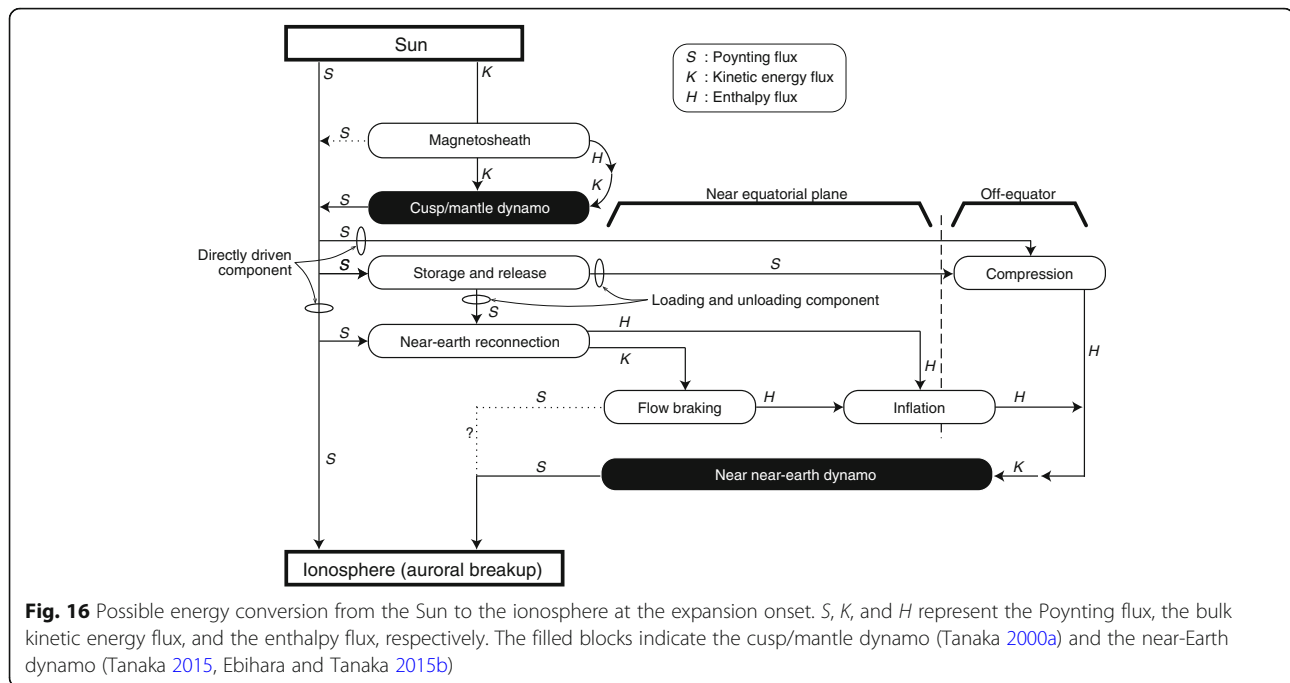 Sun
S : Poynting flux
K : Kinetic energy flux
H : Enthalpy flux
S
K
S
Magnetosheath
H
K
K
S
Cusp/mantle dynamo
Near equatorial plane
Off-equator
S
Directly driven
component
S
Storage and release
S
Compression
Loading and unloading component
S
S
Near-earth reconnection
H
K
H
H
S
Flow braking
H
Inflation
H
?
S
S
Near near-earth dynamo
K
Ionosphere (auroral breakup)
Fig. 16 Possible energy conversion from the Sun to the ionosphere at the expansion onset. S, K, and H represent the Poynting flux, the bulk
kinetic energy flux, and the enthalpy flux, respectively. The filled blocks indicate the cusp/mantle dynamo (Tanaka 2000a) and the near-Earth
dynamo (Tanaka 2015, Ebihara and Tanaka 2015b)